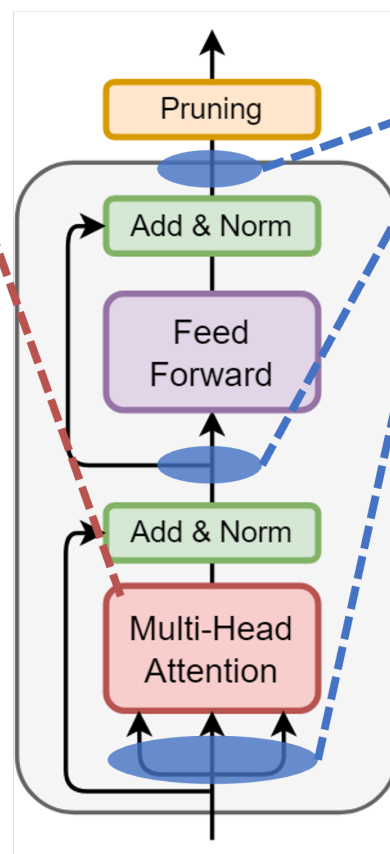 Pruning
Add & Norm
Feed
Forward
Add & Norm
Multi-Head
Attention